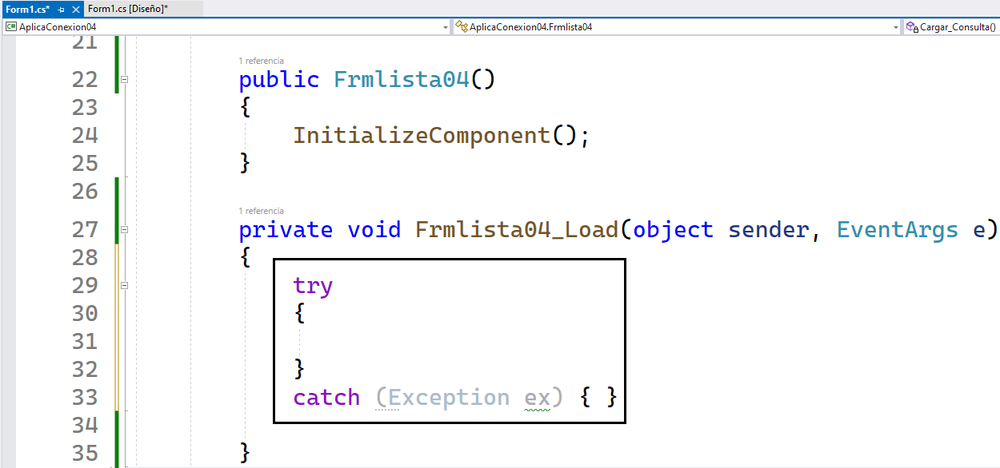 Form1.cs* Form1.cs [Diseño]*
C# AplicaConexion04 AplicaConexion04.Frmlista04 Cargar_Consulta()
21
1 referencia
22 public Frmlista04()
23 {
24 InitializeComponent();
25 }
26
1 referencia
27 private void Frmlista04_Load(object sender, EventArgs e)
28 {
29 try
30 {
31
32 }
33 catch (Exception ex) { }
34
35 }